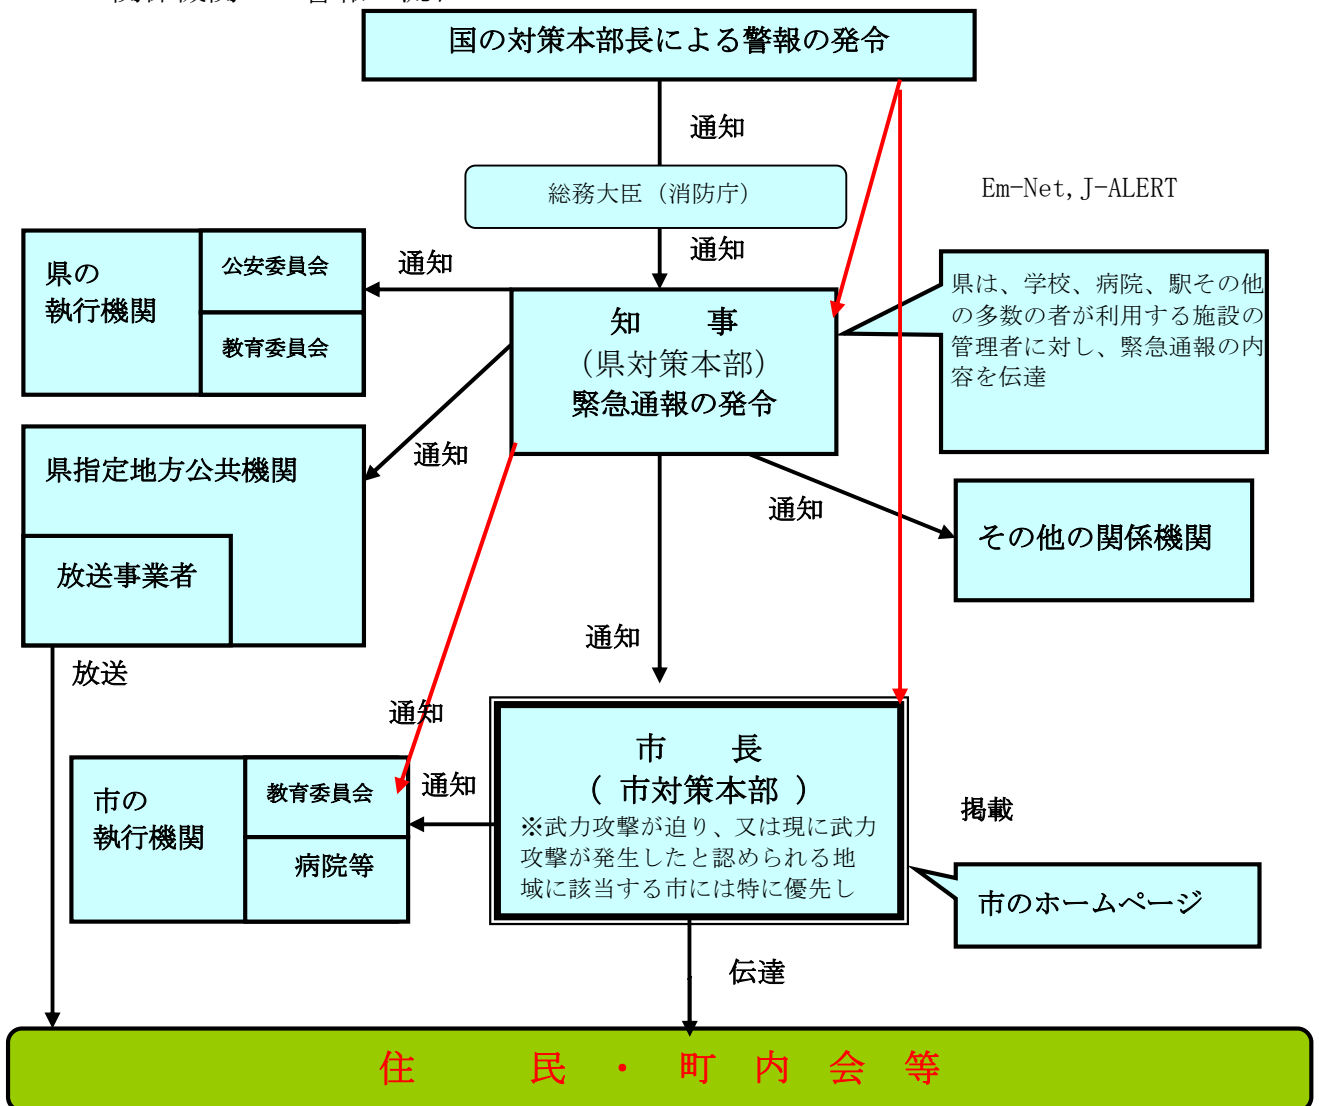 国の対策本部長による警報の発令
通知
総務大臣（消防庁）
Em-Net,J-ALERT
通知
県の
執行機関
公安委員会
教育委員会
通知
知　　事
（県対策本部）
緊急通報の発令
県は、学校、病院、駅その他
の多数の者が利用する施設の
管理者に対し、緊急通報の内
容を伝達
県指定地方公共機関
放送事業者
通知
通知
その他の関係機関
通知
放送
通知
市の
執行機関
教育委員会
病院等
通知
市　　長
（ 市対策本部 ）
※武力攻撃が迫り、又は現に武力
攻撃が発生したと認められる地
域に該当する市には特に優先し
掲載
市のホームページ
伝達
住　　民　・　町　内　会　等